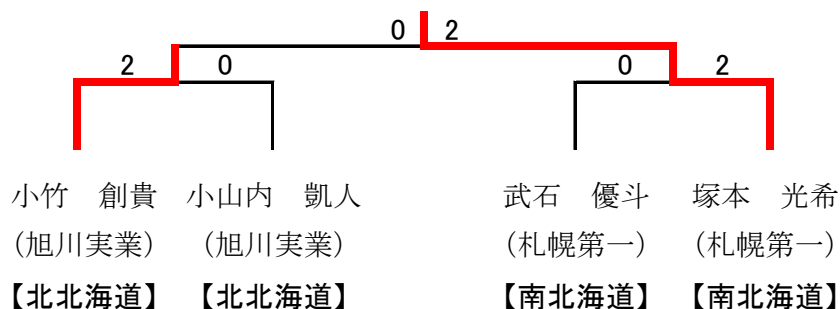 0 2
2 0 0 2
小竹 創貴 小山内 凱人 武石 優斗 塚本 光希
(旭川実業) (旭川実業) (札幌第一) (札幌第一)
【北北海道】 【北北海道】 【南北海道】 【南北海道】